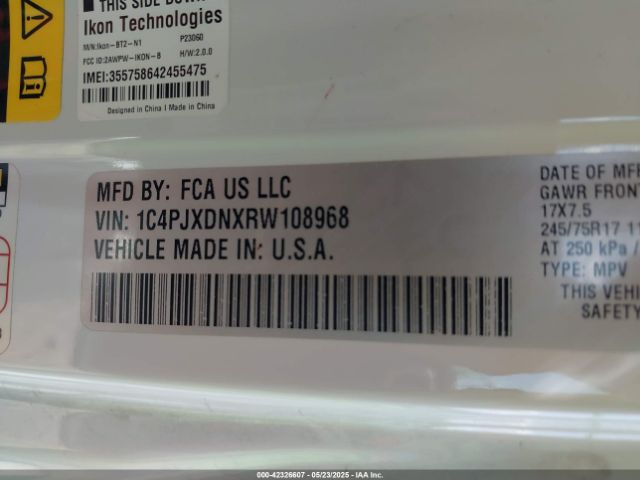 THIS SIDE DOWN
Ikon Technologies
M/N:Ikon-BT2-N1 P23060
FCC ID:2AWPW-IKON-B H/W:2.0.0
IMEI:355758642455475
Designed in China | Made in China
MFD BY: FCA US LLC
VIN: 1C4PJXDNXRW108968
VEHICLE MADE IN: U.S.A.
DATE OF MFR
GAWR FRONT
17X7.5
245/75R17 11
AT 250 kPa /
TYPE: MPV
THIS VEHI
SAFETY
000-42326607 - 05/23/2025 - IAA Inc.